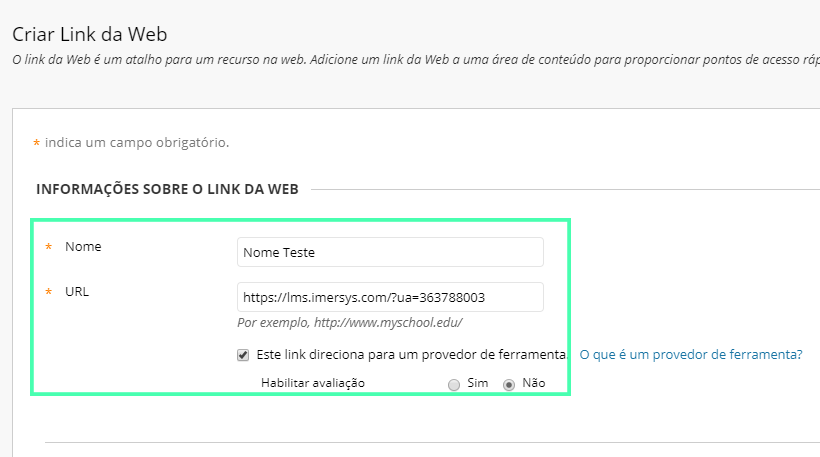 Criar Link da Web
O link da Web é um atalho para um recurso na web. Adicione um link da Web a uma área de conteúdo para proporcionar pontos de acesso
* indica um campo obrigatório.
INFORMAÇÕES SOBRE O LINK DA WEB
* Nome Nome Teste
* URL https://lms.imersys.com/?ua=363788003
Por exemplo, http://www.myschool.edu/
Este link direciona para um provedor de ferramenta. O que é um provedor de ferramenta?
Habilitar avaliação Sim Não